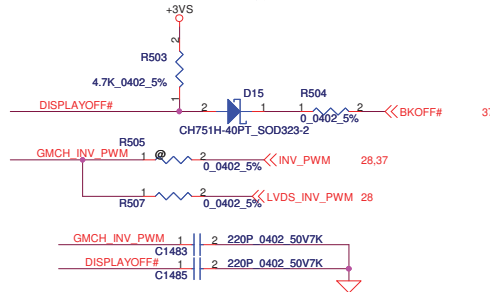 +3VS
2
R503
4.7K_0402_5%
1
D15
R504
DISPLAYOFF# 2 1 1 2 BKOFF# 37
CH751H-40PT_SOD323-2
0_0402_5%
R505
GMCH_INV_PWM 1 @ 2 INV_PWM 28,37
0_0402_5%
1 2 LVDS_INV_PWM 28
R507 0_0402_5%
GMCH_INV_PWM 1 2 220P_0402_50V7K
C1483
DISPLAYOFF# 1 2 220P_0402_50V7K
C1485